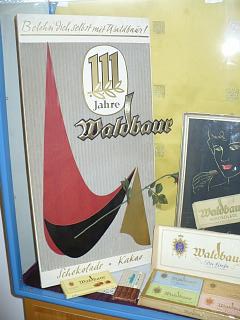 Belohn' dich selbst mit Waldbaur!
111
Jahre
Waldbaur
Schokolade + Kakao
Waldbaur
Waldbaur